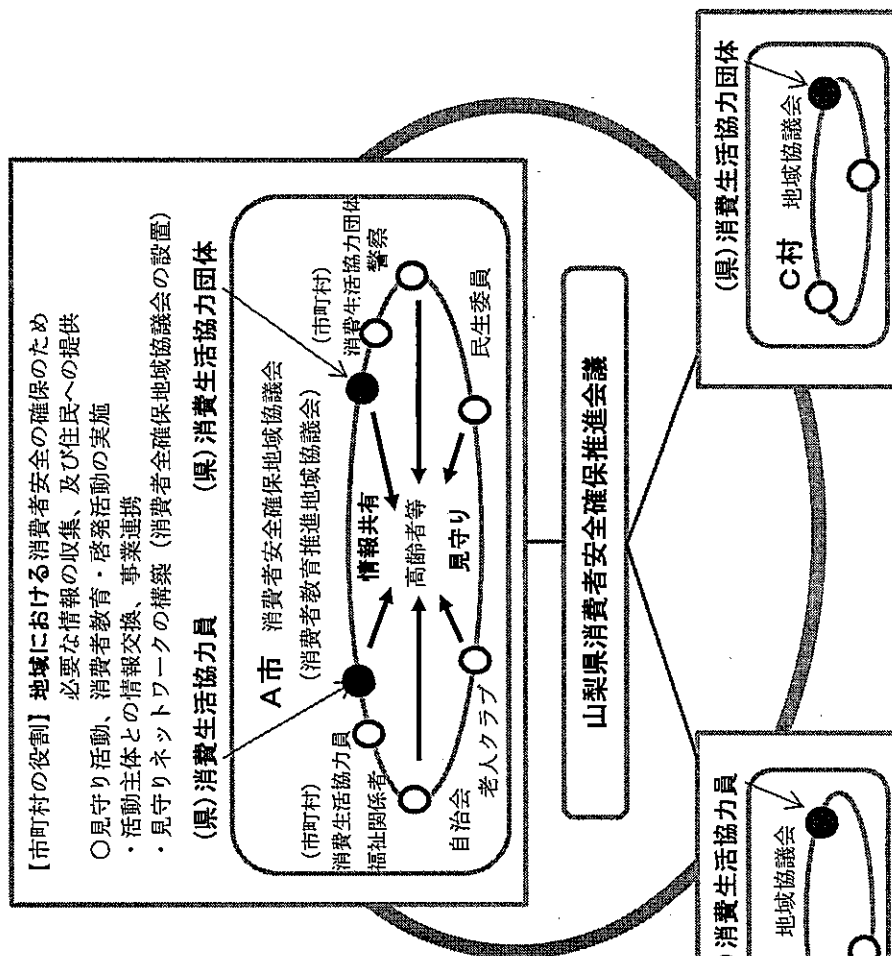 【市町村の役割】地域における消費者安全の確保のため
必要な情報の収集、及び住民への提供
○見守り活動、消費者教育・啓発活動の実施
・活動主体との情報交換、事業連携
・見守りネットワークの構築（消費者全確保地域協議会の設置）
(県)消費生活協力員
(県)消費生活協力団体
A市 消費者安全確保地域協議会
(消費者教育推進地域協議会)
(市町村)
消費生活協力員
福祉関係者
(市町村)
消費生活協力団体
警察
情報共有
高齢者等
見守り
自治会
老人クラブ
民生委員
山梨県消費者安全確保推進会議
消費生活協力員
地域協議会
(県)消費生活協力団体
C村 地域協議会